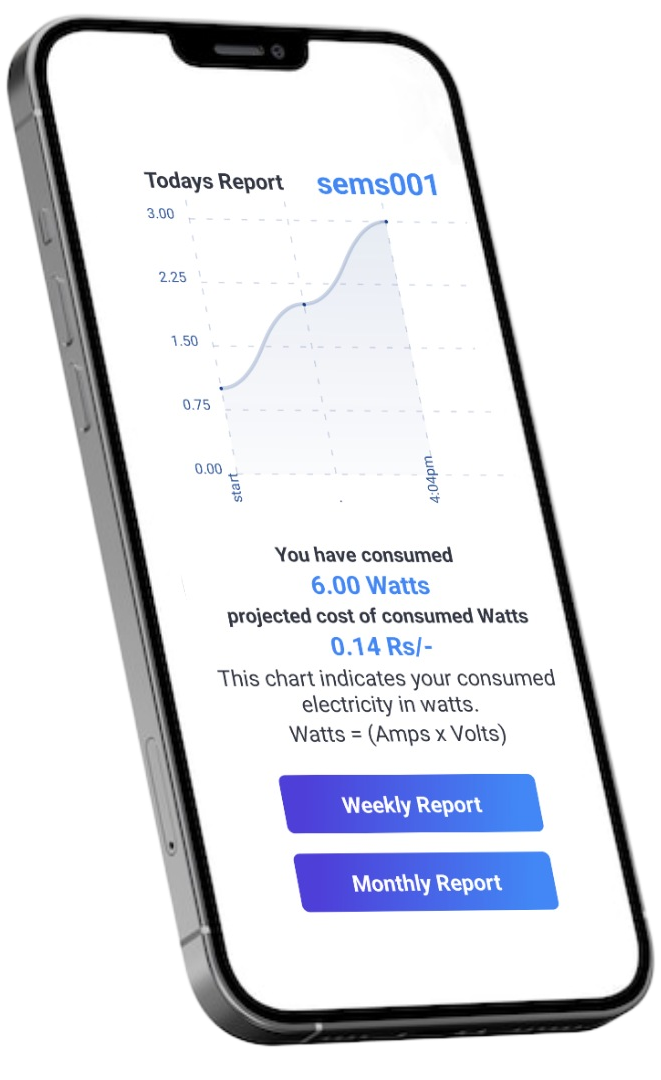 Todays Report sems001
3.00
2.25
1.50
0.75
0.00
start
.
4:04pm
You have consumed
6.00 Watts
projected cost of consumed Watts
0.14 Rs/-
This chart indicates your consumed
electricity in watts.
Watts = (Amps x Volts)
Weekly Report
Monthly Report